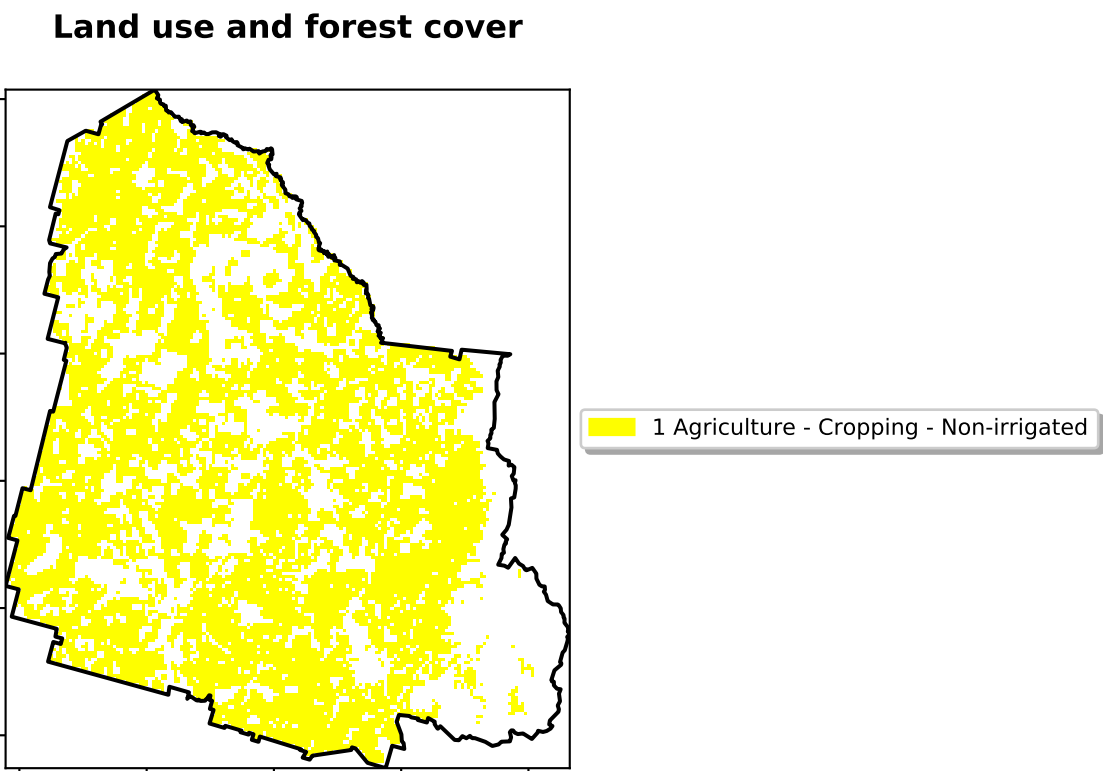 Land use and forest cover
1 Agriculture - Cropping - Non-irrigated